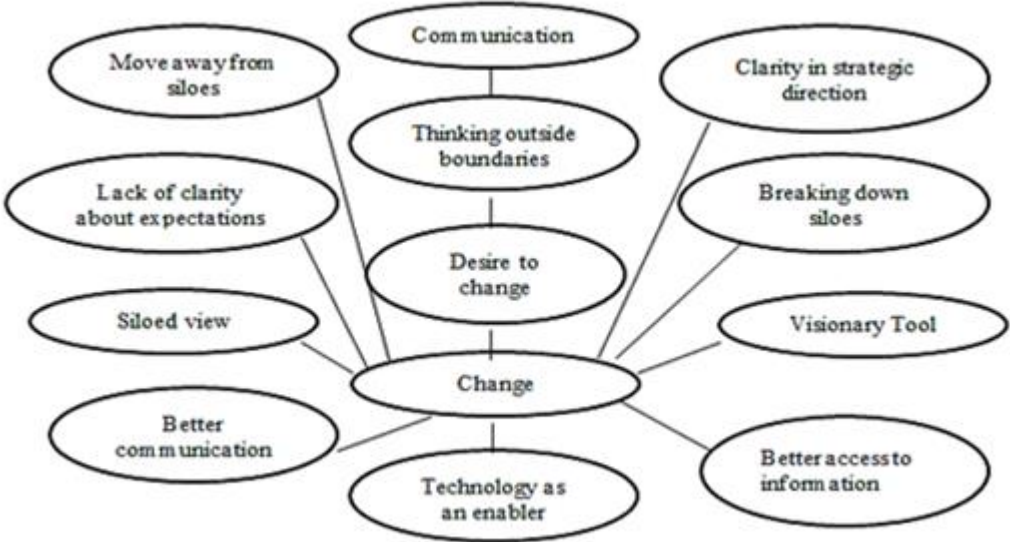 Communication
Move away from
siloes
Clarity in strategic
direction
Thinking outside
boundaries
Lack of clarity
about expectations
Breaking down
siloes
Desire to
change
Siloed view
Visionary Tool
Change
Better
communication
Technology as
an enabler
Better access to
information